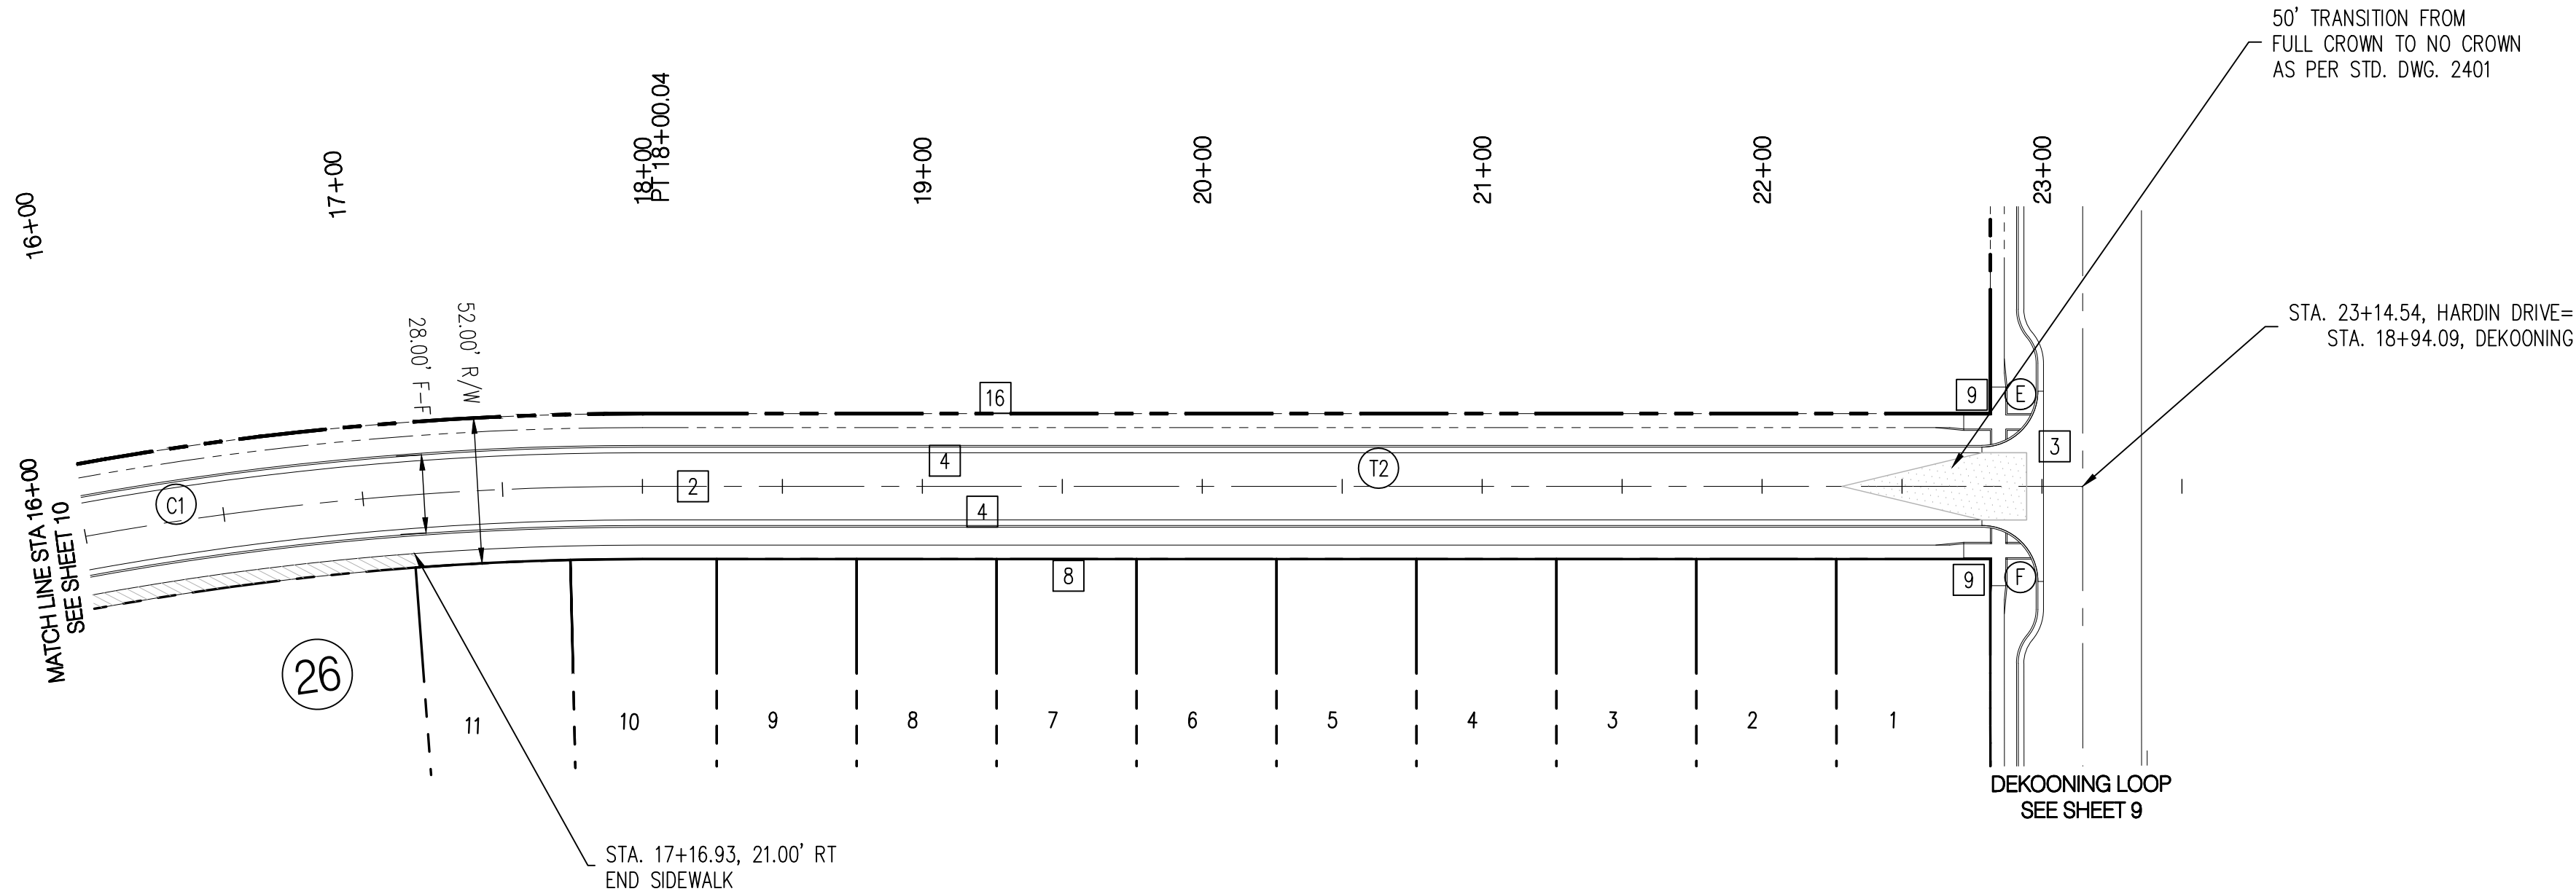 50' TRANSITION FROM
FULL CROWN TO NO CROWN
AS PER STD. DWG. 2401
16+00
17+00
18+00
PT 18+00.04
19+00
20+00
21+00
22+00
23+00
STA. 23+14.54, HARDIN DRIVE=
STA. 18+94.09, DEKOONING
28.00' F-F
52.00' R/W
16
9
E
3
4
T2
2
C1
4
8
9
F
MATCH LINE STA 16+00
SEE SHEET 10
26
11
10
9
8
7
6
5
4
3
2
1
DEKOONING LOOP
SEE SHEET 9
STA. 17+16.93, 21.00' RT
END SIDEWALK